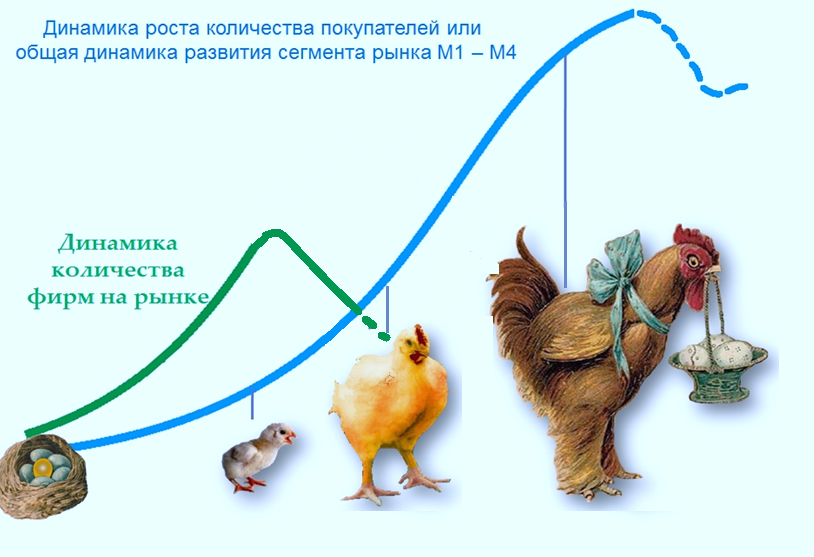 Динамика роста количества покупателей или
общая динамика развития сегмента рынка М1 – М4
Динамика
количества
фирм на рынке